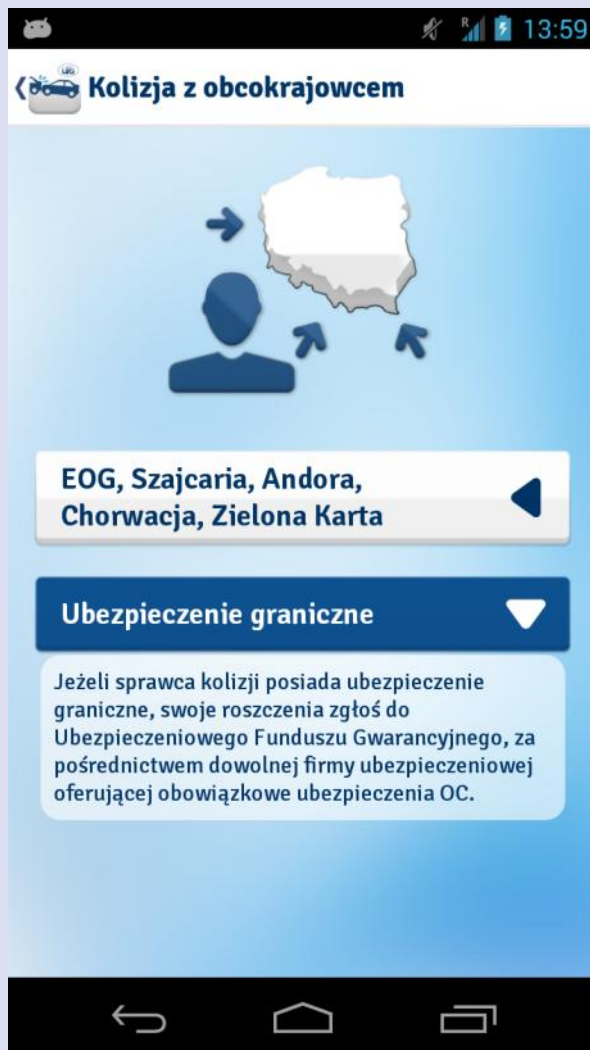 13:59
Kolizja z obcokrajowcem
EOG, Szajcaria, Andora,
Chorwacja, Zielona Karta
Ubezpieczenie graniczne
Jeżeli sprawca kolizji posiada ubezpieczenie
graniczne, swoje roszczenia zgłoś do
Ubezpieczeniowego Funduszu Gwarancyjnego, za
pośrednictwem dowolnej firmy ubezpieczeniowej
oferującej obowiązkowe ubezpieczenia OC.